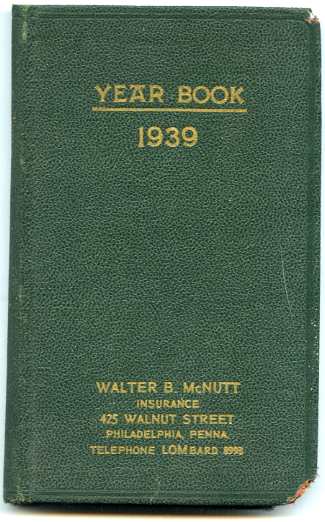 YEAR BOOK
1939
WALTER B. McNUTT
INSURANCE
425 WALNUT STREET
PHILADELPHIA, PENNA.
TELEPHONE LOMBARD 8998